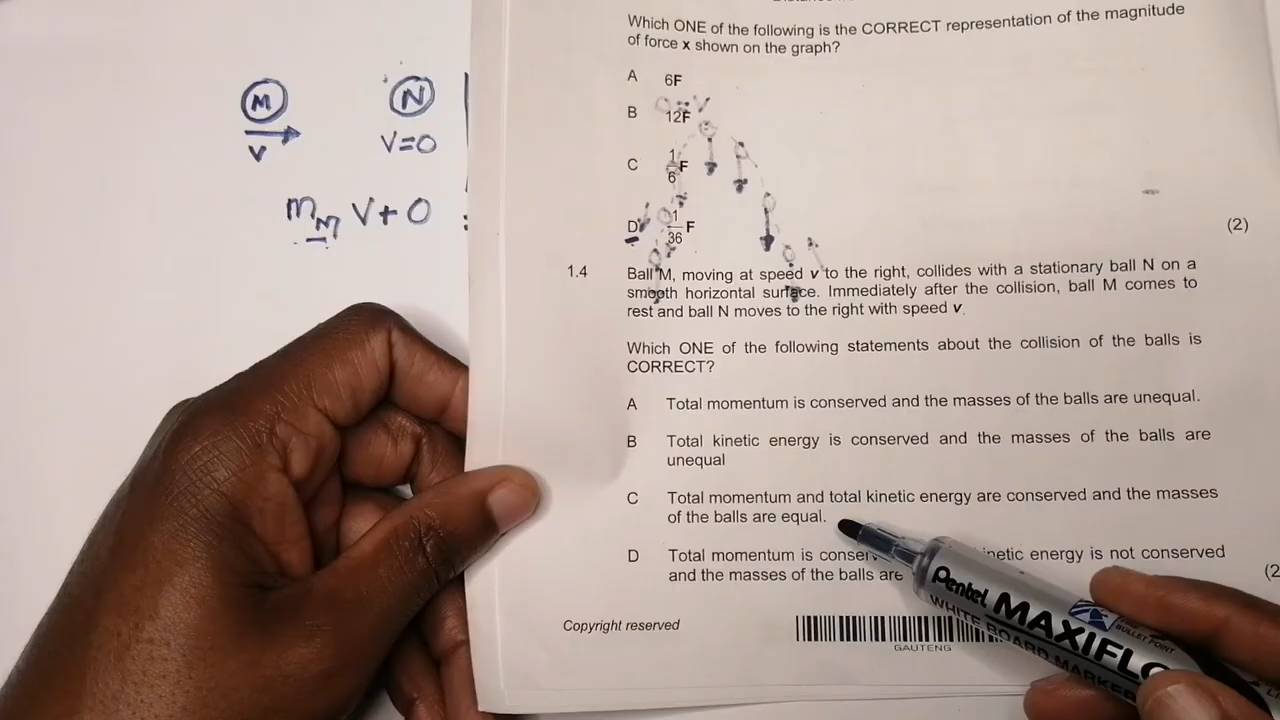 Which ONE of the following is the CORRECT representation of the magnitude
of force x shown on the graph?
A 6F
B 12F
C 1/6 F
D 1/36 F
(2)
1.4 Ball M, moving at speed v to the right, collides with a stationary ball N on a
smooth horizontal surface. Immediately after the collision, ball M comes to
rest and ball N moves to the right with speed v.
Which ONE of the following statements about the collision of the balls is
CORRECT?
A Total momentum is conserved and the masses of the balls are unequal.
B Total kinetic energy is conserved and the masses of the balls are
unequal
C Total momentum and total kinetic energy are conserved and the masses
of the balls are equal.
D Total momentum is netic energy is not conserved
and the masses of the balls are
(2
Copyright reserved
GAUTENG
M N
V V=0
m_M V + 0
Pentel MAXIFLO
WHITE BOARD MARKER
BULLET POINT